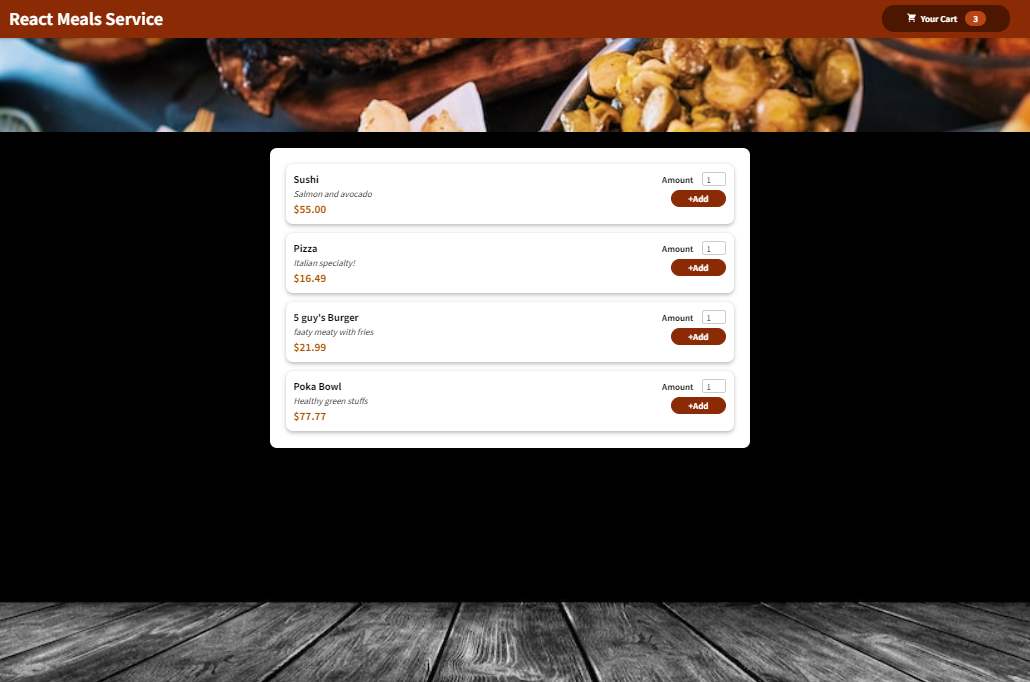 React Meals Service
Your Cart 3
Sushi
Salmon and avocado
$55.00
Amount 1
+Add
Pizza
Italian specialty!
$16.49
Amount 1
+Add
5 guy's Burger
faaty meaty with fries
$21.99
Amount 1
+Add
Poka Bowl
Healthy green stuffs
$77.77
Amount 1
+Add